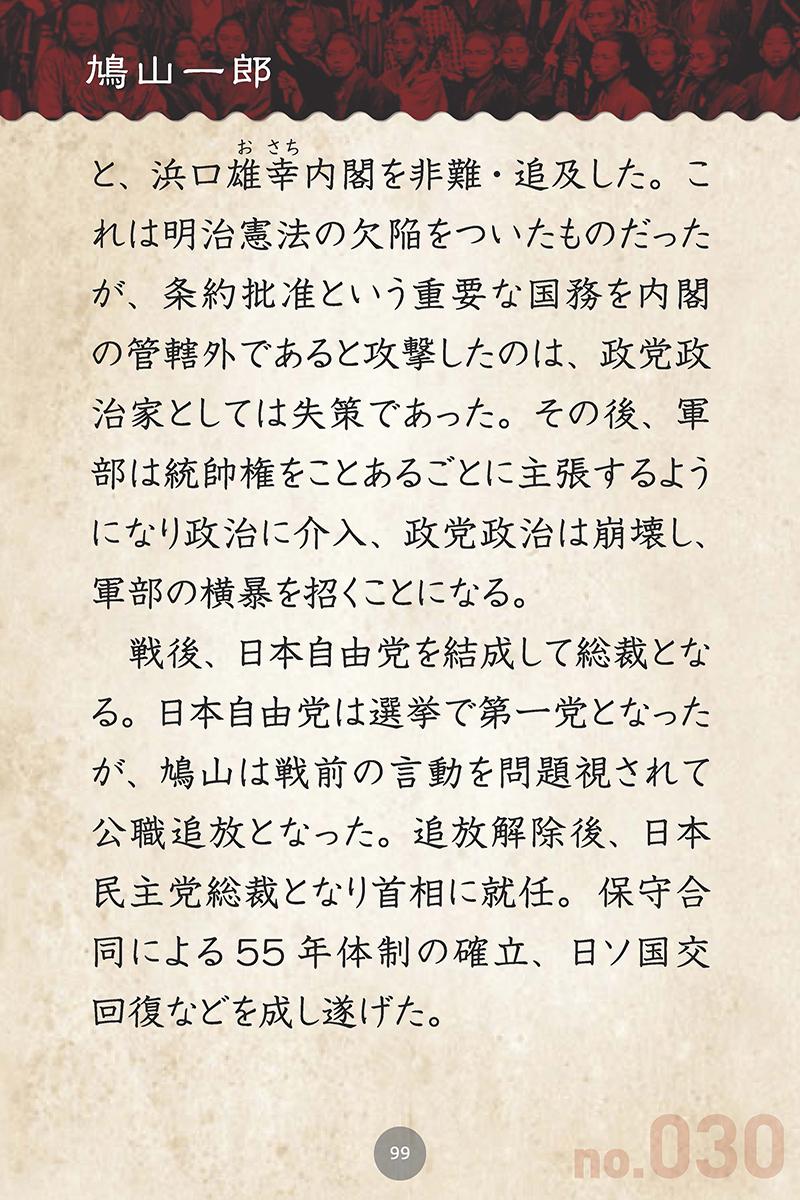 鳩山一郎
おさち
と、浜口雄幸内閣を非難・追及した。こ
れは明治憲法の欠陥をついたものだった
が、条約批准という重要な国務を内閣
の管轄外であると攻撃したのは、政党政
治家としては失策であった。その後、軍
部は統帥権をことあるごとに主張するよう
になり政治に介入、政党政治は崩壊し、
軍部の横暴を招くことになる。
　戦後、日本自由党を結成して総裁とな
る。日本自由党は選挙で第一党となった
が、鳩山は戦前の言動を問題視されて
公職追放となった。追放解除後、日本
民主党総裁となり首相に就任。保守合
同による55年体制の確立、日ソ国交
回復などを成し遂げた。
99
no.030